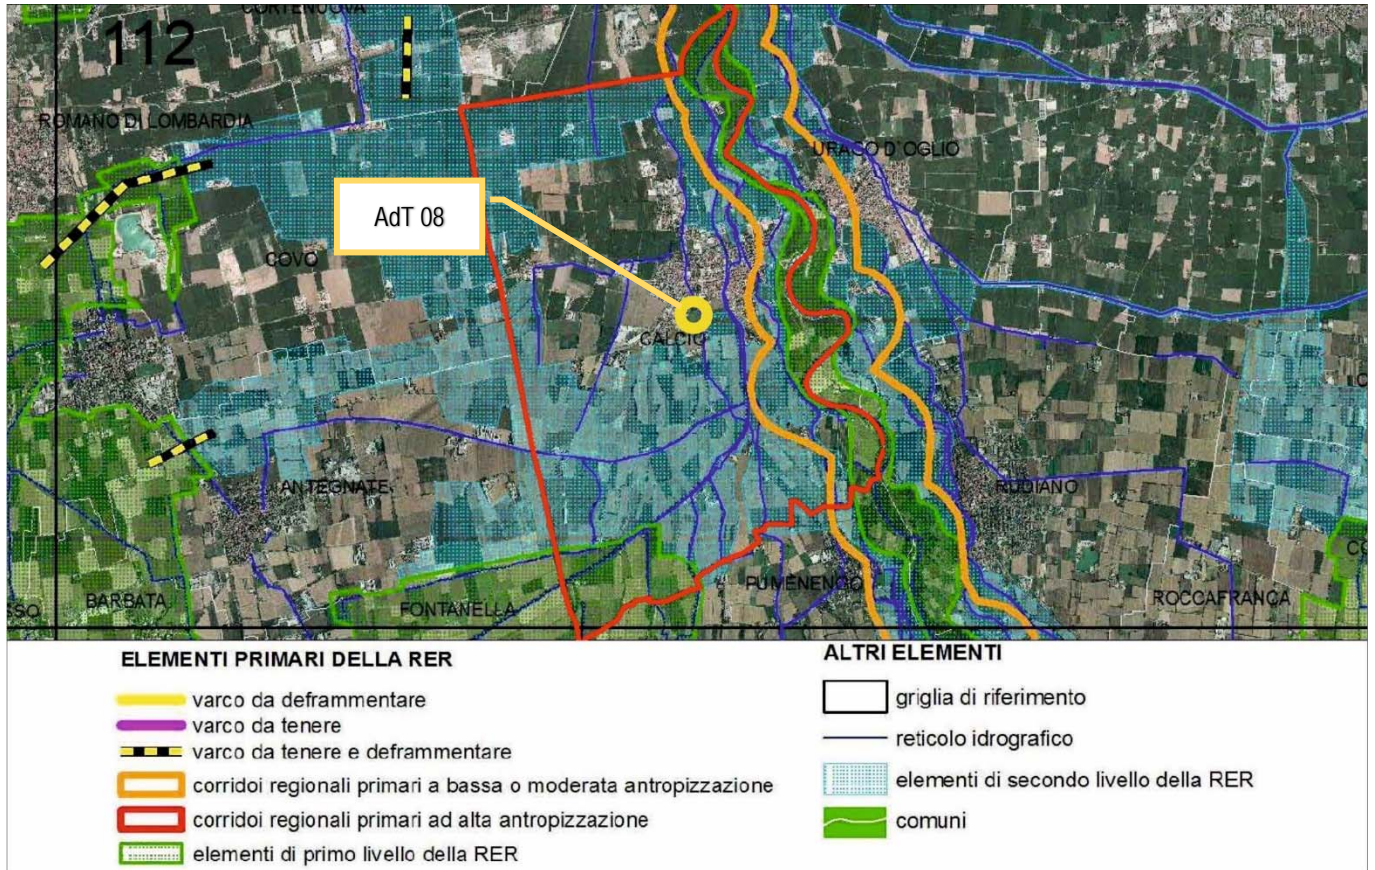 CORTENUOVA
112
ROMANO DI LOMBARDIA
URAGO D'OGLIO
AdT 08
COVO
CALCIO
ANTEGNATE
RUDIANO
PUMENENGO
BARBATA
FONTANELLA
ROCCAFRANCA
SSO
CO
C
ELEMENTI PRIMARI DELLA RER
varco da deframmentare
varco da tenere
varco da tenere e deframmentare
corridoi regionali primari a bassa o moderata antropizzazione
corridoi regionali primari ad alta antropizzazione
elementi di primo livello della RER
ALTRI ELEMENTI
griglia di riferimento
reticolo idrografico
elementi di secondo livello della RER
comuni